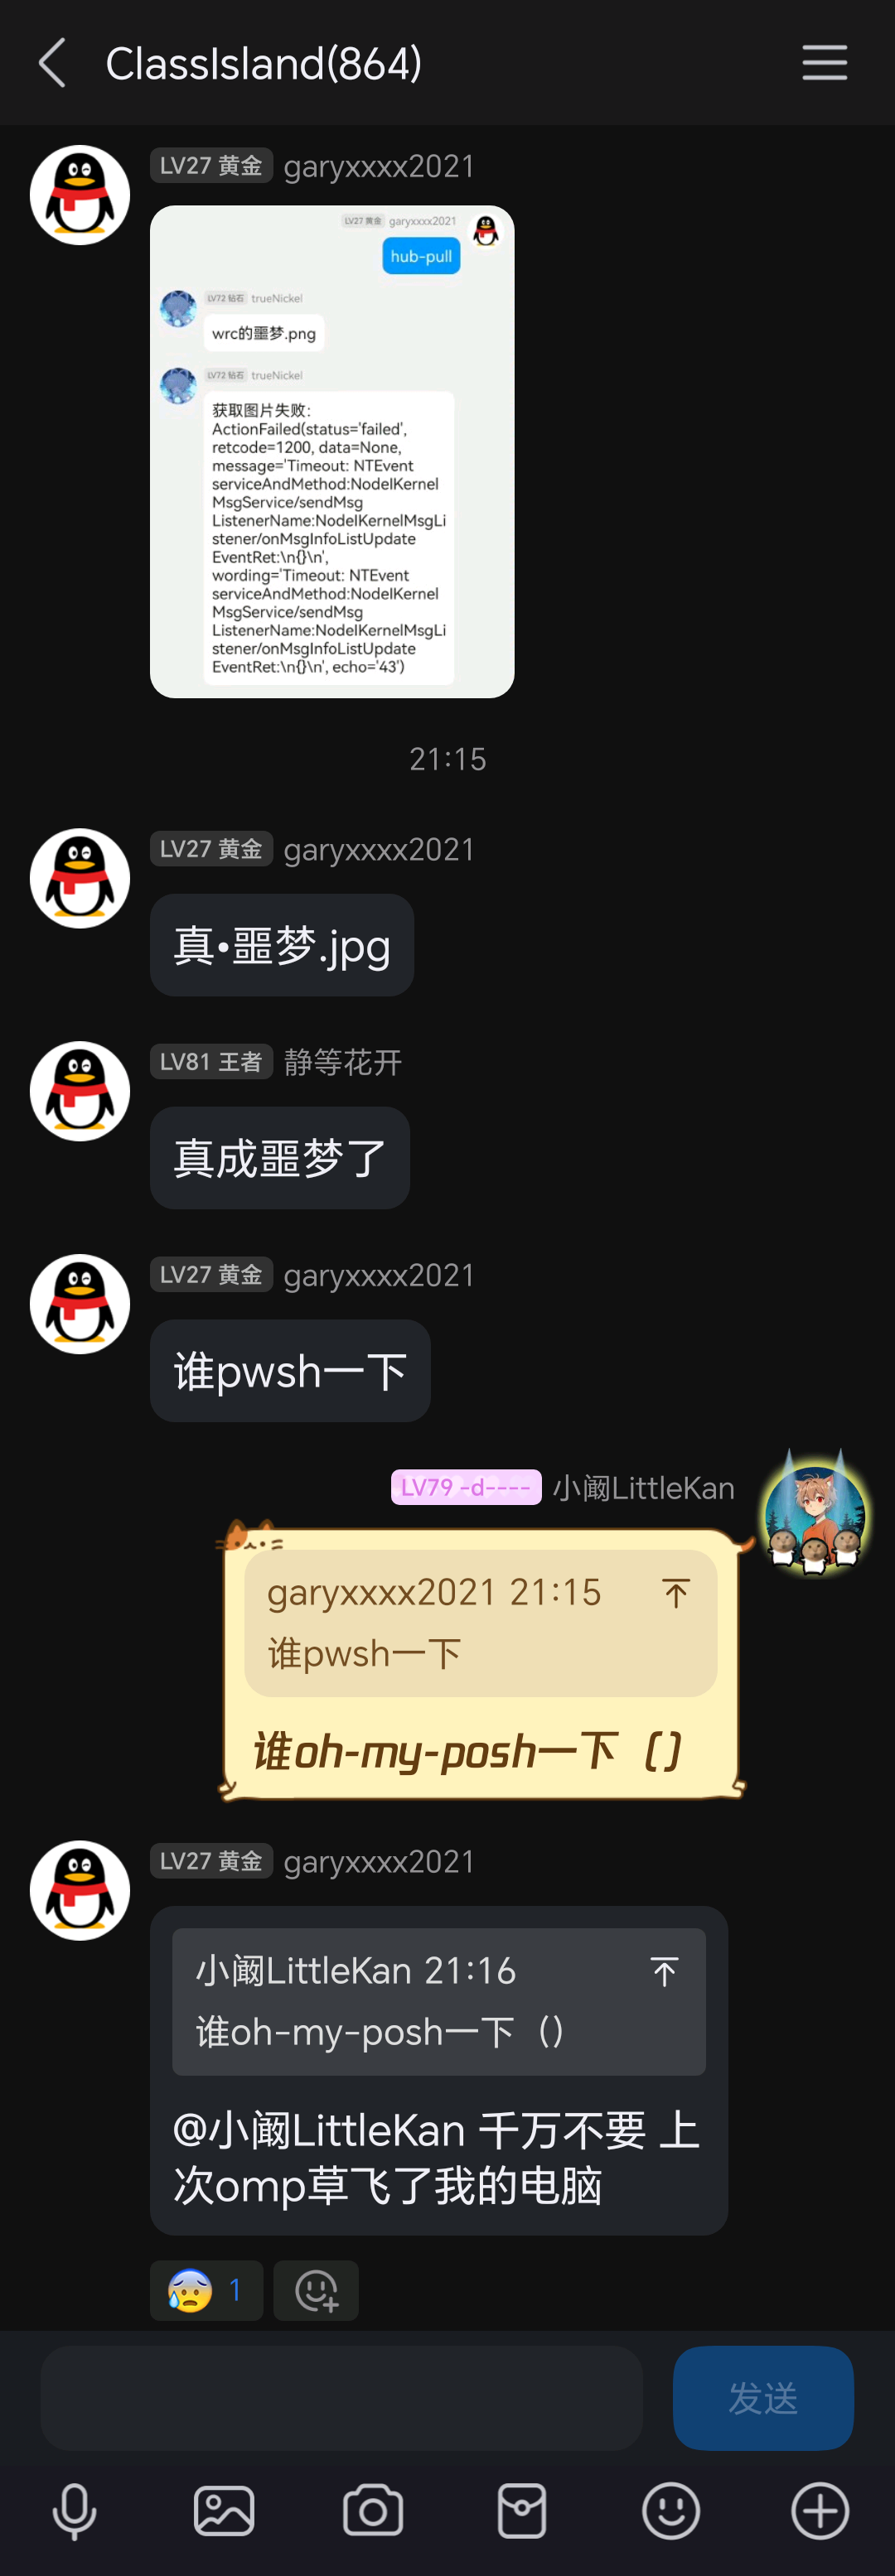 ClassIsland(864)
LV27 黄金 garyxxxx2021
LV27 黄金 garyxxxx2021
hub-pull
LV72 钻石 trueNickel
wrc的噩梦.png
LV72 钻石 trueNickel
获取图片失败:
ActionFailed(status='failed',
retcode=1200, data=None,
message='Timeout: NTEvent
serviceAndMethod:NodeIKernel
MsgService/sendMsg
ListenerName:NodeIKernelMsgLi
stener/onMsgInfoListUpdate
EventRet:\n{}\n',
wording='Timeout: NTEvent
serviceAndMethod:NodeIKernel
MsgService/sendMsg
ListenerName:NodeIKernelMsgLi
stener/onMsgInfoListUpdate
EventRet:\n{}\n', echo='43')
21:15
LV27 黄金 garyxxxx2021
真•噩梦.jpg
LV81 王者 静等花开
真成噩梦了
LV27 黄金 garyxxxx2021
谁pwsh一下
LV79 -d---- 小阚LittleKan
garyxxxx2021 21:15
谁pwsh一下
谁oh-my-posh一下（）
LV27 黄金 garyxxxx2021
小阚LittleKan 21:16
谁oh-my-posh一下（）
@小阚LittleKan 千万不要 上
次omp草飞了我的电脑
1
发送